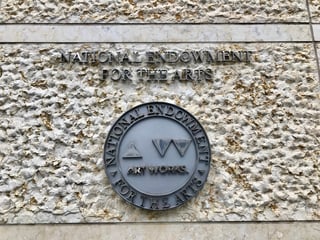 NATIONAL ENDOWMENT
FOR THE ARTS
NATIONAL ENDOWMENT
ART WORKS.
FOR THE ARTS